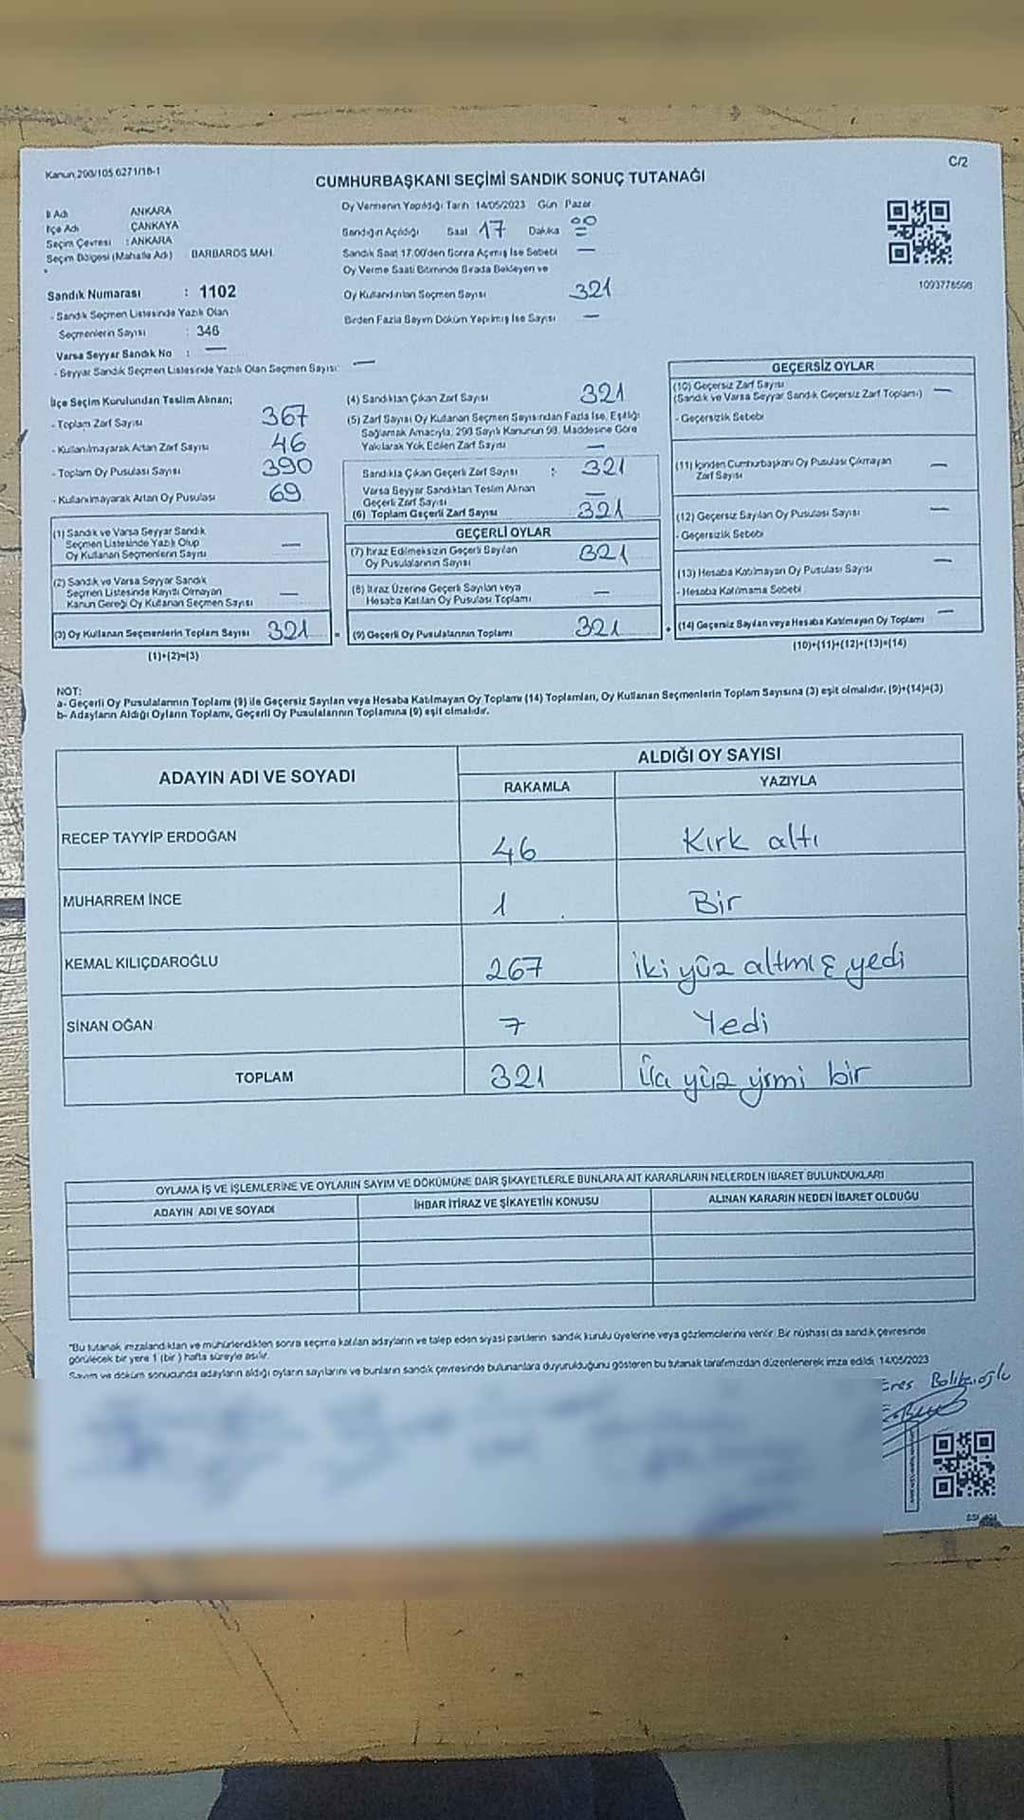 Kanun 298/105 6271/18-1
C/2
CUMHURBAŞKANI SEÇİMİ SANDIK SONUÇ TUTANAĞI
İl Adı ANKARA
İlçe Adı ÇANKAYA
Seçim Çevresi : ANKARA
Seçim Bölgesi (Mahalle Adı) BARBAROS MAH.
Sandık Numarası : 1102
- Sandık Seçmen Listesinde Yazılı Olan
Seçmenlerin Sayısı : 346
Varsa Seyyar Sandık No : —
- Seyyar Sandık Seçmen Listesinde Yazılı Olan Seçmen Sayısı: —
Oy Vermenin Yapıldığı Tarih 14/05/2023 Gün Pazar
Sandığın Açıldığı Saat 17 Dakika 00
Sandık Saat 17.00'den Sonra Açılmış İse Sebebi —
Oy Verme Saati Bitiminde Sırada Bekleyen ve
Oy Kullandırılan Seçmen Sayısı 321
Birden Fazla Sayım Döküm Yapılmış İse Sayısı —
1093778508
İlçe Seçim Kurulundan Teslim Alınan;
- Toplam Zarf Sayısı 367
- Kullanılmayarak Artan Zarf Sayısı 46
- Toplam Oy Pusulası Sayısı 390
- Kullanılmayarak Artan Oy Pusulası 69
(1) Sandık ve Varsa Seyyar Sandık
Seçmen Listesinde Yazılı Olup
Oy Kullanan Seçmenlerin Sayısı —
(2) Sandık ve Varsa Seyyar Sandık
Seçmen Listesinde Kayıtlı Olmayan
Kanun Gereği Oy Kullanan Seçmen Sayısı —
(3) Oy Kullanan Seçmenlerin Toplam Sayısı 321 =
(1)+(2)=(3)
(4) Sandıktan Çıkan Zarf Sayısı 321
(5) Zarf Sayısı Oy Kullanan Seçmen Sayısından Fazla İse, Eşitliği
Sağlamak Amacıyla, 298 Sayılı Kanunun 98. Maddesine Göre
Yakılarak Yok Edilen Zarf Sayısı —
Sandıkta Çıkan Geçerli Zarf Sayısı : 321
Varsa Seyyar Sandıktan Teslim Alınan
Geçerli Zarf Sayısı —
(6) Toplam Geçerli Zarf Sayısı 321
GEÇERLİ OYLAR
(7) İtiraz Edilmeksizin Geçerli Sayılan
Oy Pusulalarının Sayısı 321
(8) İtiraz Üzerine Geçerli Sayılan veya
Hesaba Katılan Oy Pusulası Toplamı —
(9) Geçerli Oy Pusulalarının Toplamı 321 +
GEÇERSİZ OYLAR
(10) Geçersiz Zarf Sayısı
(Sandık ve Varsa Seyyar Sandık Geçersiz Zarf Toplamı) —
- Geçersizlik Sebebi
(11) İçinden Cumhurbaşkanı Oy Pusulası Çıkmayan
Zarf Sayısı —
(12) Geçersiz Sayılan Oy Pusulası Sayısı —
- Geçersizlik Sebebi
(13) Hesaba Katılmayan Oy Pusulası Sayısı —
- Hesaba Katılmama Sebebi
(14) Geçersiz Sayılan veya Hesaba Katılmayan Oy Toplamı —
(10)+(11)+(12)+(13)=(14)
NOT:
a- Geçerli Oy Pusulalarının Toplamı (9) ile Geçersiz Sayılan veya Hesaba Katılmayan Oy Toplamı (14) Toplamları, Oy Kullanan Seçmenlerin Toplam Sayısına (3) eşit olmalıdır. (9)+(14)=(3)
b- Adayların Aldığı Oyların Toplamı, Geçerli Oy Pusulalarının Toplamına (9) eşit olmalıdır.
ADAYIN ADI VE SOYADI
ALDIĞI OY SAYISI
RAKAMLA YAZIYLA
RECEP TAYYİP ERDOĞAN 46 Kırk altı
MUHARREM İNCE 1 Bir
KEMAL KILIÇDAROĞLU 267 iki yüz altmış yedi
SİNAN OĞAN 7 Yedi
TOPLAM 321 Üç yüz yirmi bir
OYLAMA İŞ VE İŞLEMLERİNE VE OYLARIN SAYIM VE DÖKÜMÜNE DAİR ŞİKAYETLERLE BUNLARA AİT KARARLARIN NELERDEN İBARET BULUNDUKLARI
ADAYIN ADI VE SOYADI İHBAR İTİRAZ VE ŞİKAYETİN KONUSU ALINAN KARARIN NEDEN İBARET OLDUĞU
"Bu tutanak imzalandıktan ve mühürlendikten sonra seçime katılan adayların ve talep eden siyasi partilerin sandık kurulu üyelerine veya gözlemcilerine verilir. Bir nüshası da sandık çevresinde
görülecek bir yere 1 (bir) hafta süreyle asılır.
Sayım ve döküm sonucunda adayların aldığı oyların sayılarını ve bunların sandık çevresinde bulunanlara duyurulduğunu gösteren bu tutanak tarafımızdan düzenlenerek imza edildi. 14/05/2023